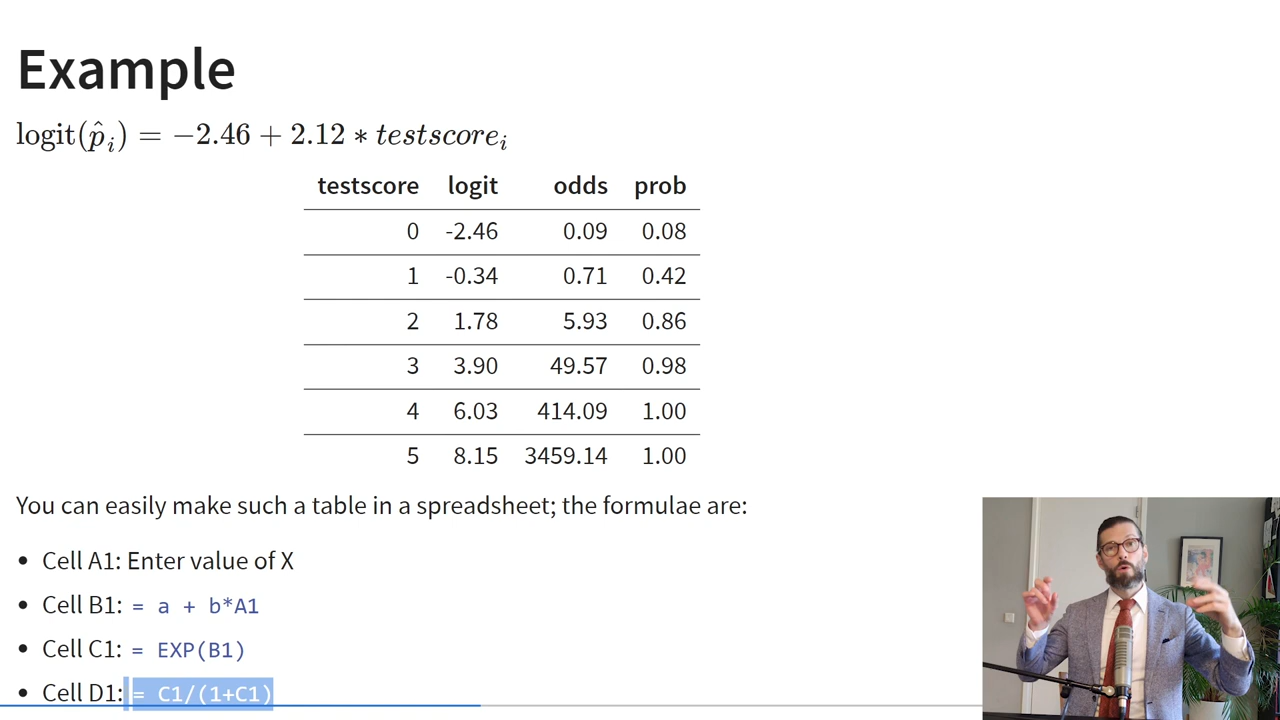 Example
logit(p̂ᵢ) = −2.46 + 2.12 ∗ testscoreᵢ
testscore logit odds prob
0 -2.46 0.09 0.08
1 -0.34 0.71 0.42
2 1.78 5.93 0.86
3 3.90 49.57 0.98
4 6.03 414.09 1.00
5 8.15 3459.14 1.00
You can easily make such a table in a spreadsheet; the formulae are:
• Cell A1: Enter value of X
• Cell B1: = a + b*A1
• Cell C1: = EXP(B1)
• Cell D1: = C1/(1+C1)